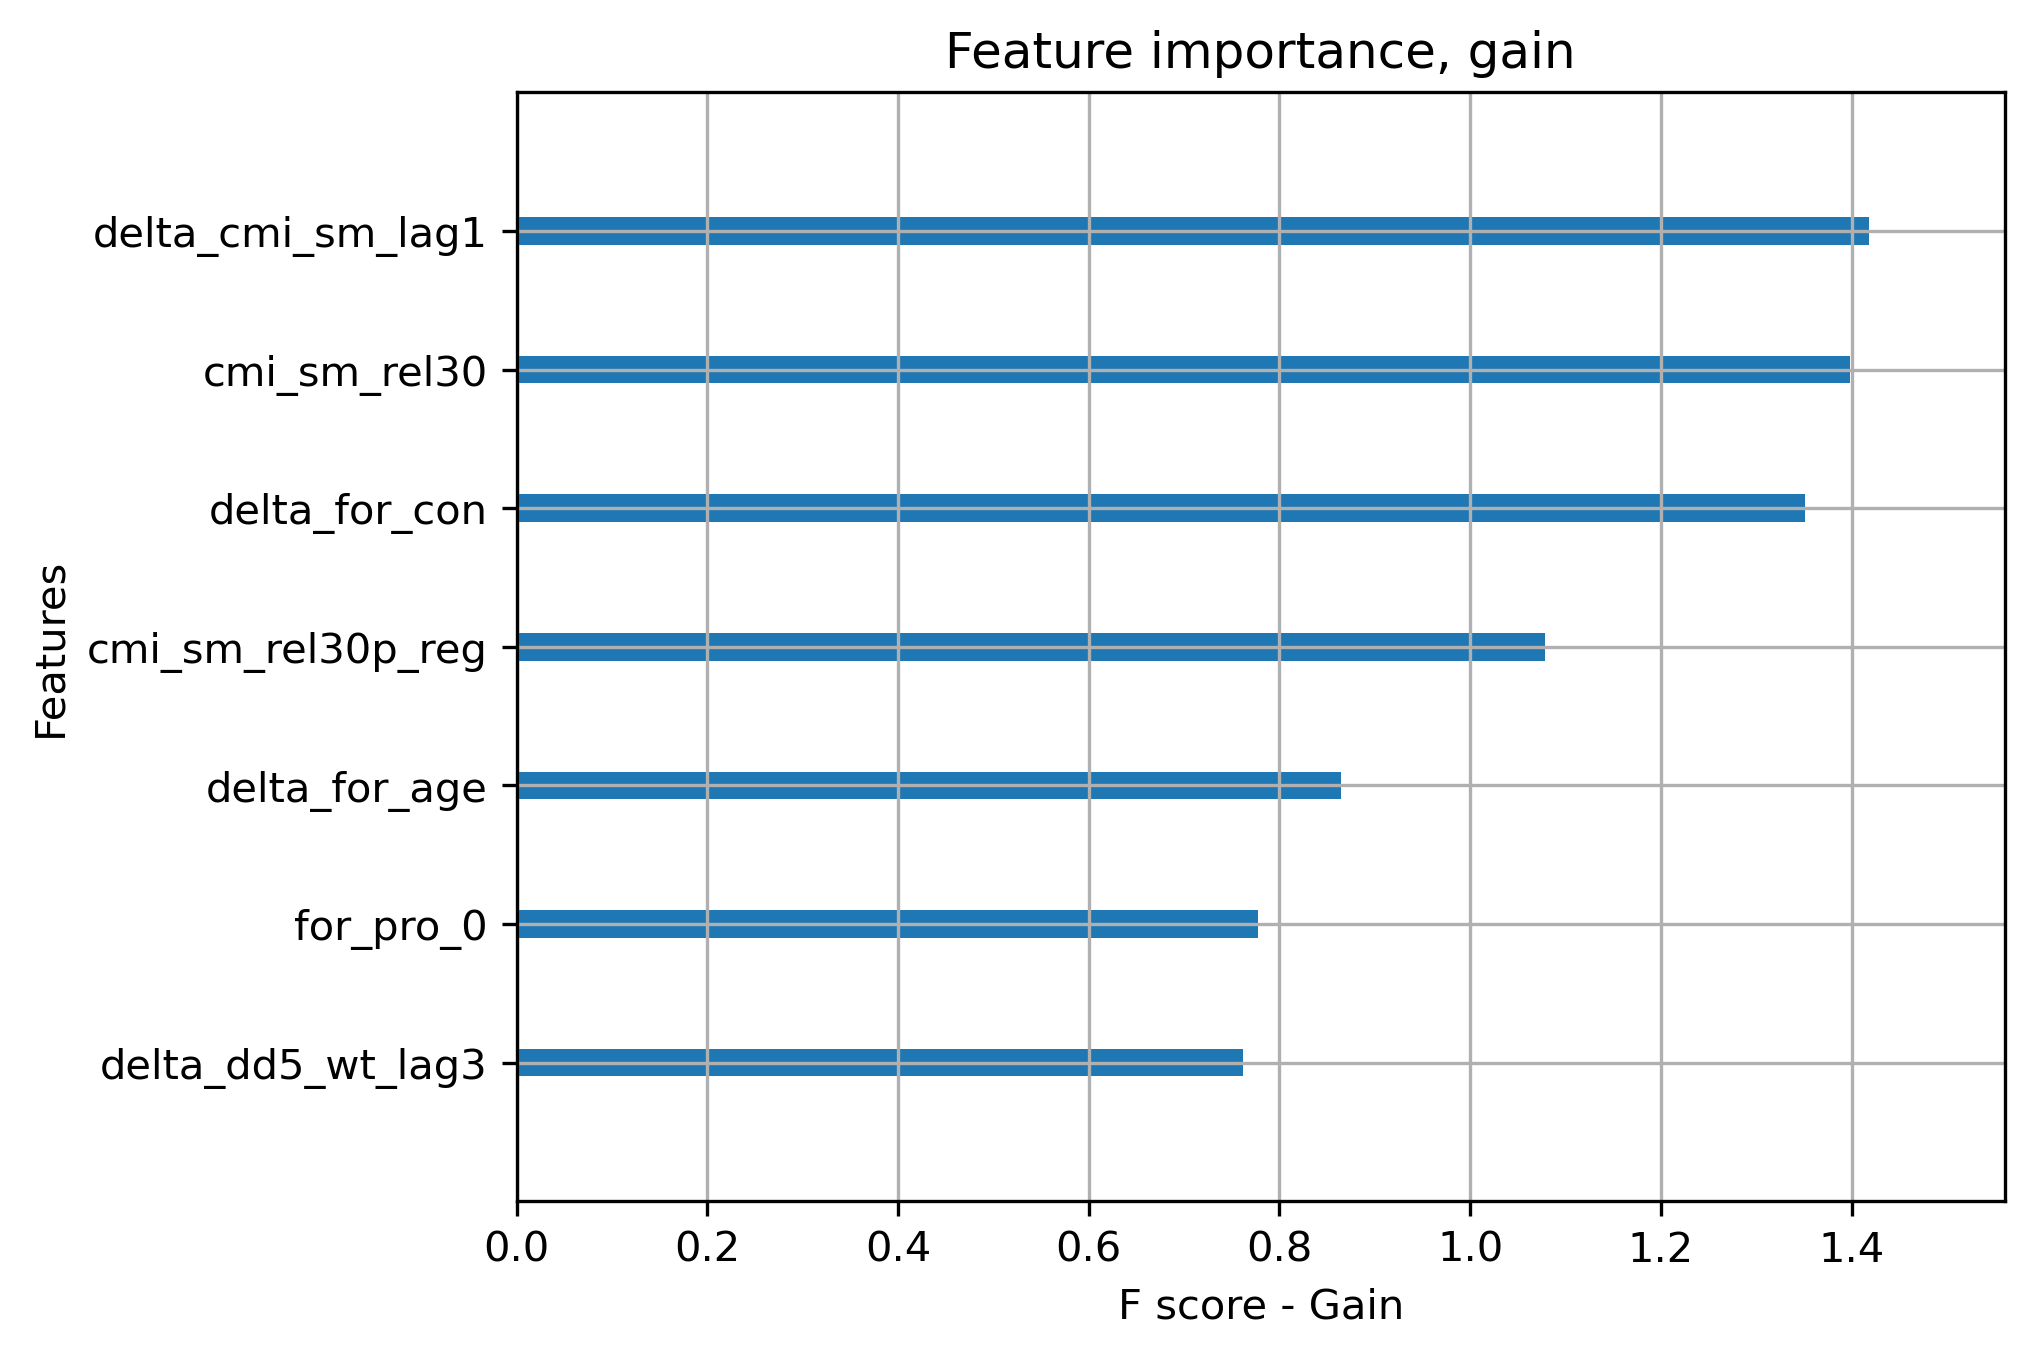 Feature importance, gain
Features
delta_cmi_sm_lag1
cmi_sm_rel30
delta_for_con
cmi_sm_rel30p_reg
delta_for_age
for_pro_0
delta_dd5_wt_lag3
0.0 0.2 0.4 0.6 0.8 1.0 1.2 1.4
F score - Gain